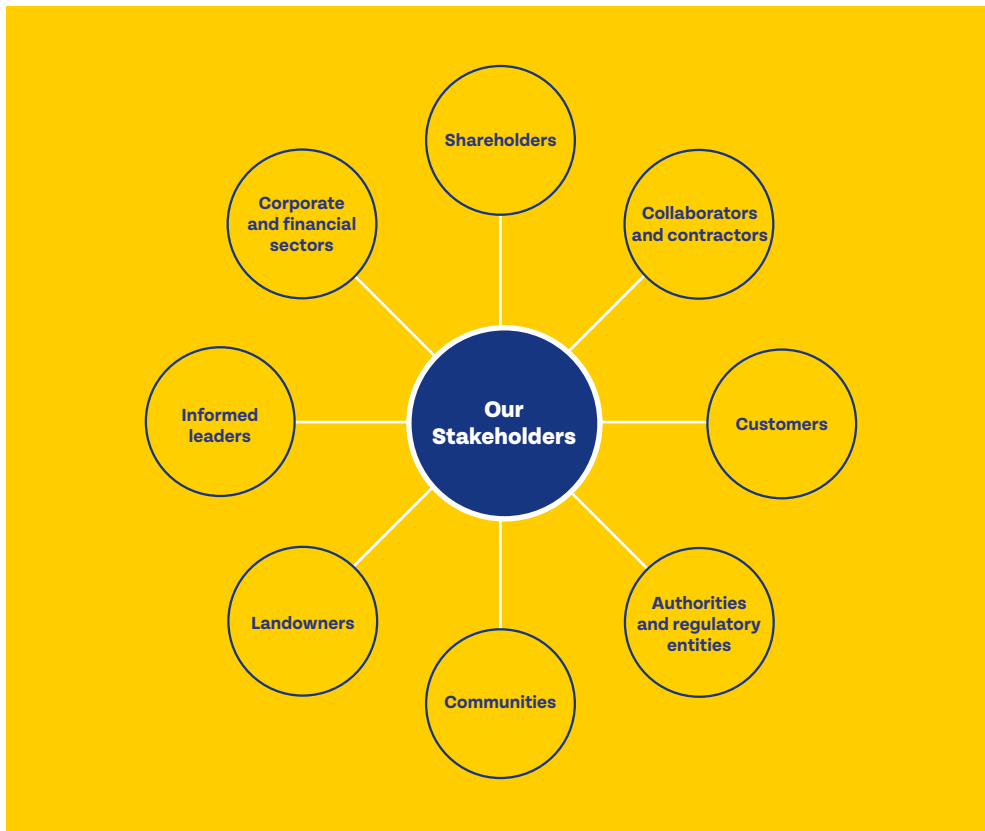 Shareholders
Collaborators
and contractors
Customers
Authorities
and regulatory
entities
Communities
Landowners
Informed
leaders
Corporate
and financial
sectors
Our
Stakeholders